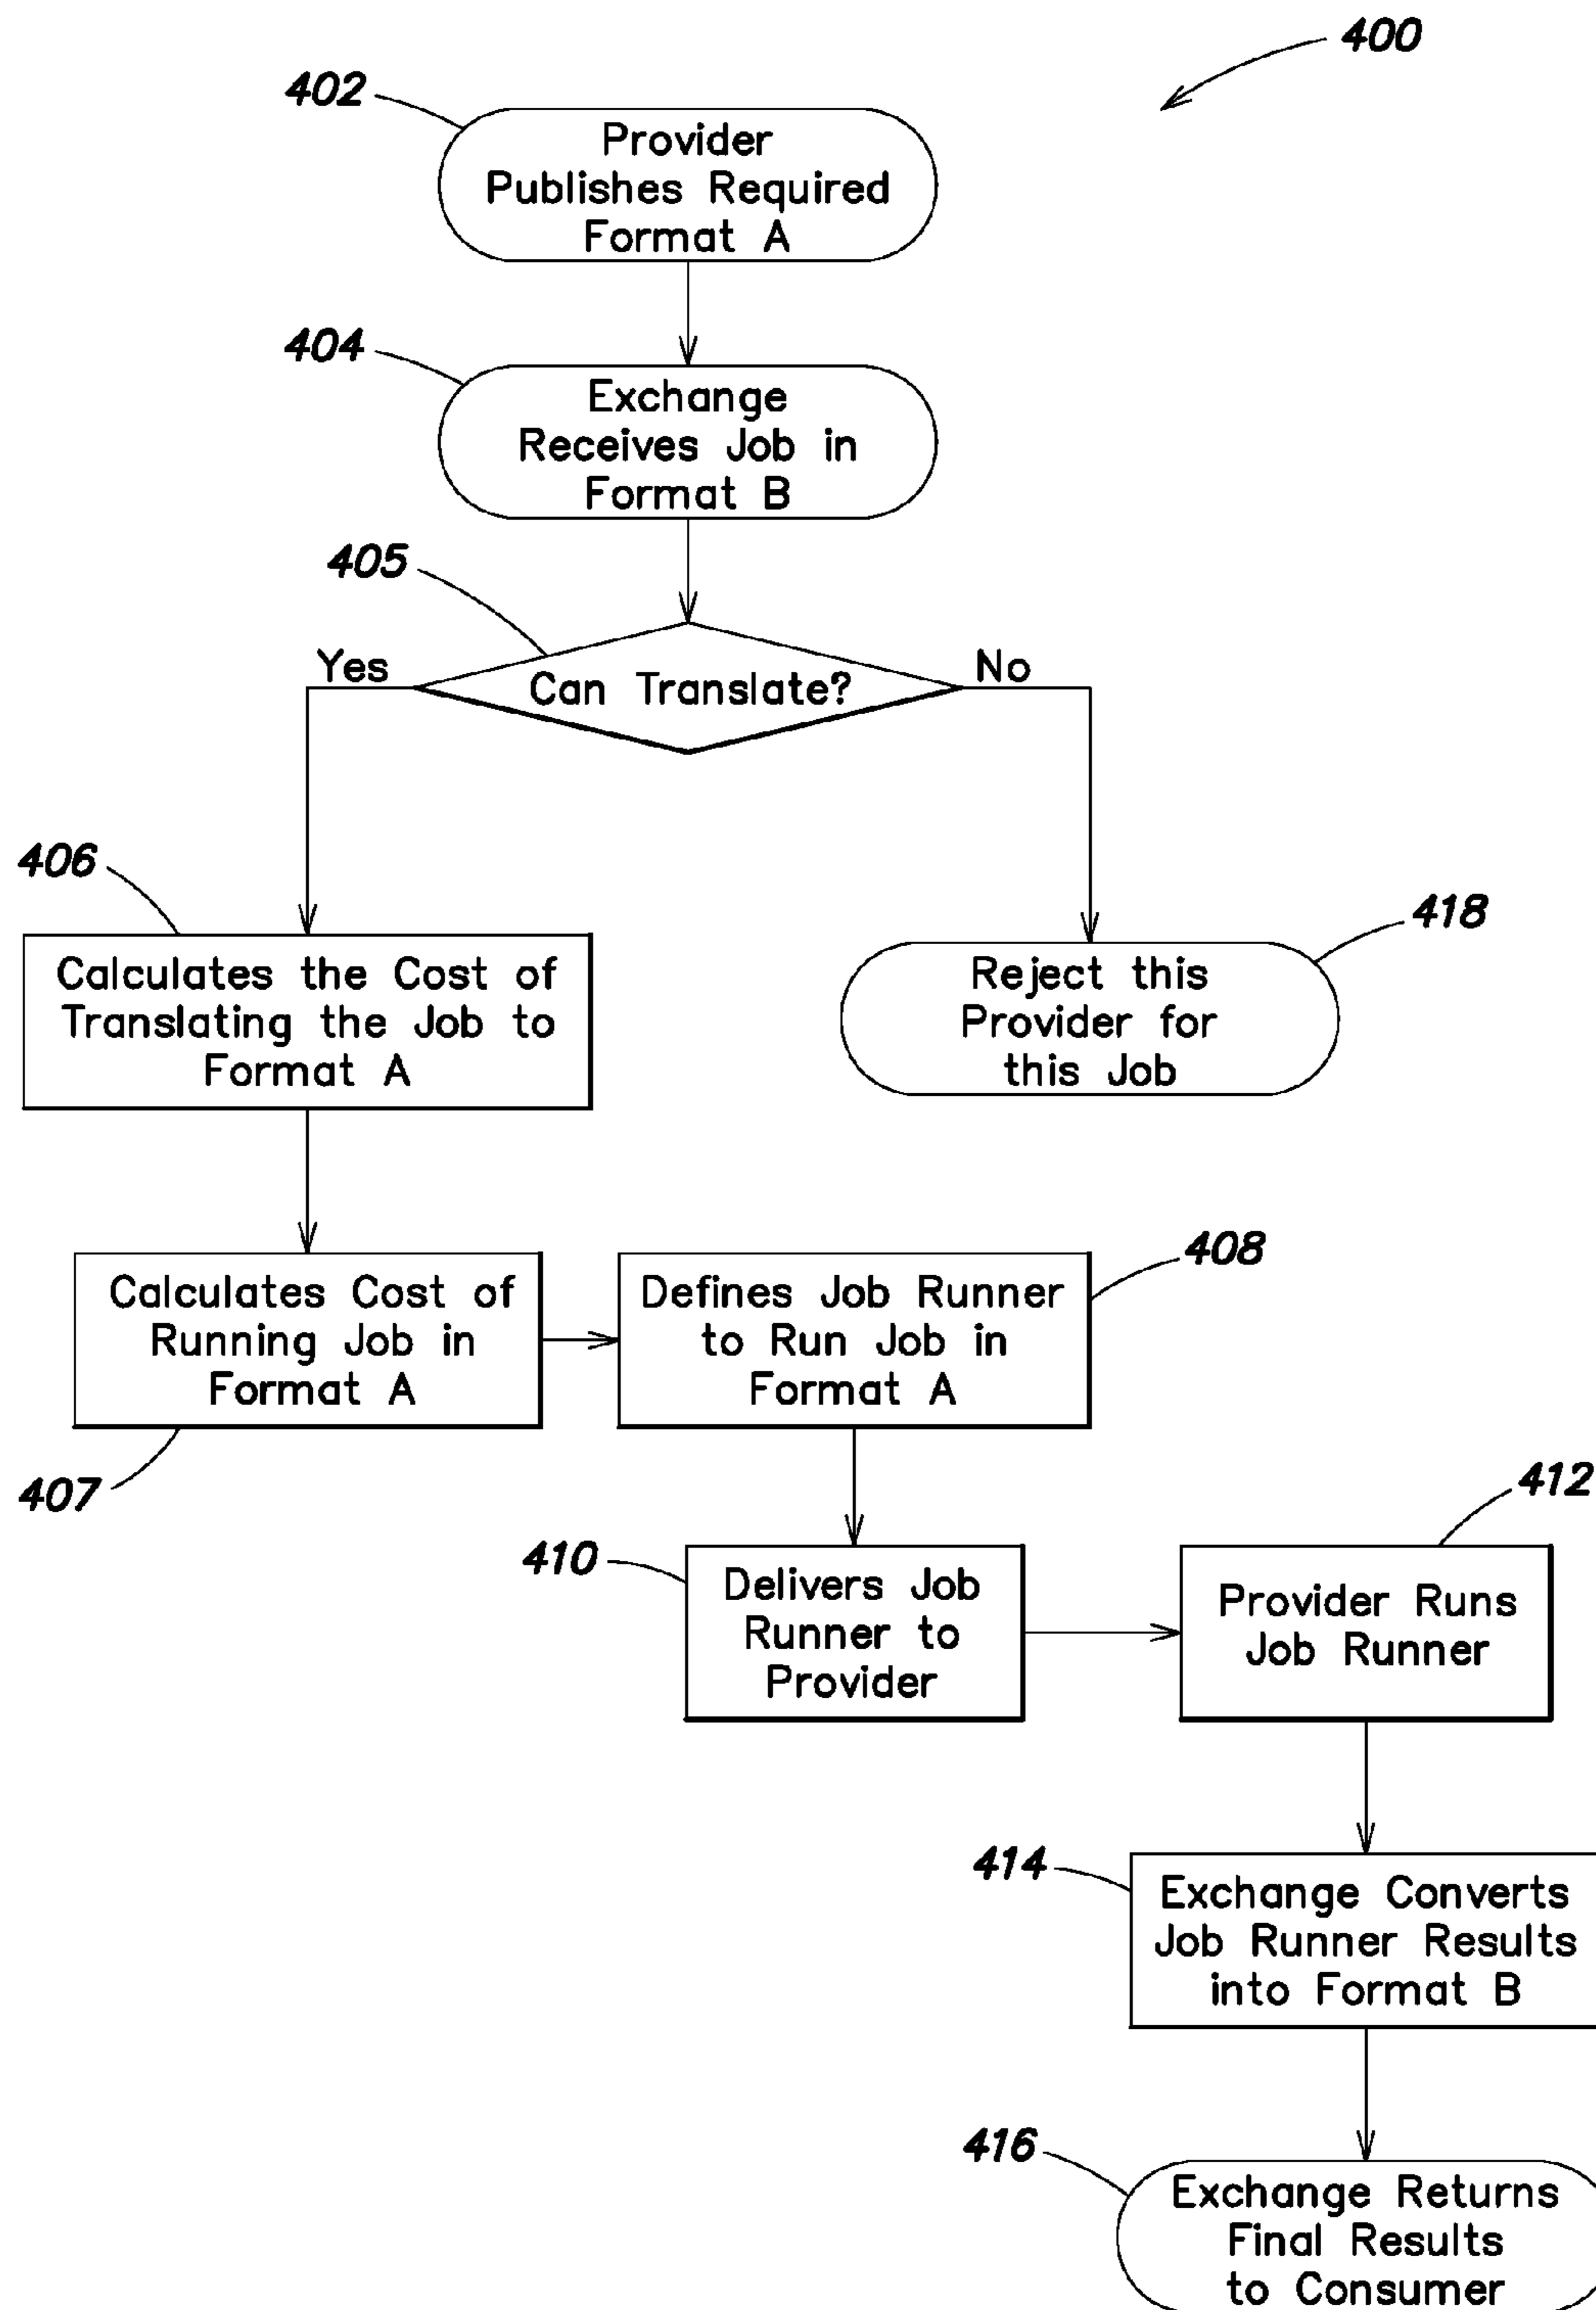 400
402
Provider
Publishes Required
Format A
404
Exchange
Receives Job in
Format B
405
Yes
Can Translate?
No
406
Calculates the Cost of
Translating the Job to
Format A
418
Reject this
Provider for
this Job
Calculates Cost of
Running Job in
Format A
407
408
Defines Job Runner
to Run Job in
Format A
410
Delivers Job
Runner to
Provider
412
Provider Runs
Job Runner
414
Exchange Converts
Job Runner Results
into Format B
416
Exchange Returns
Final Results
to Consumer